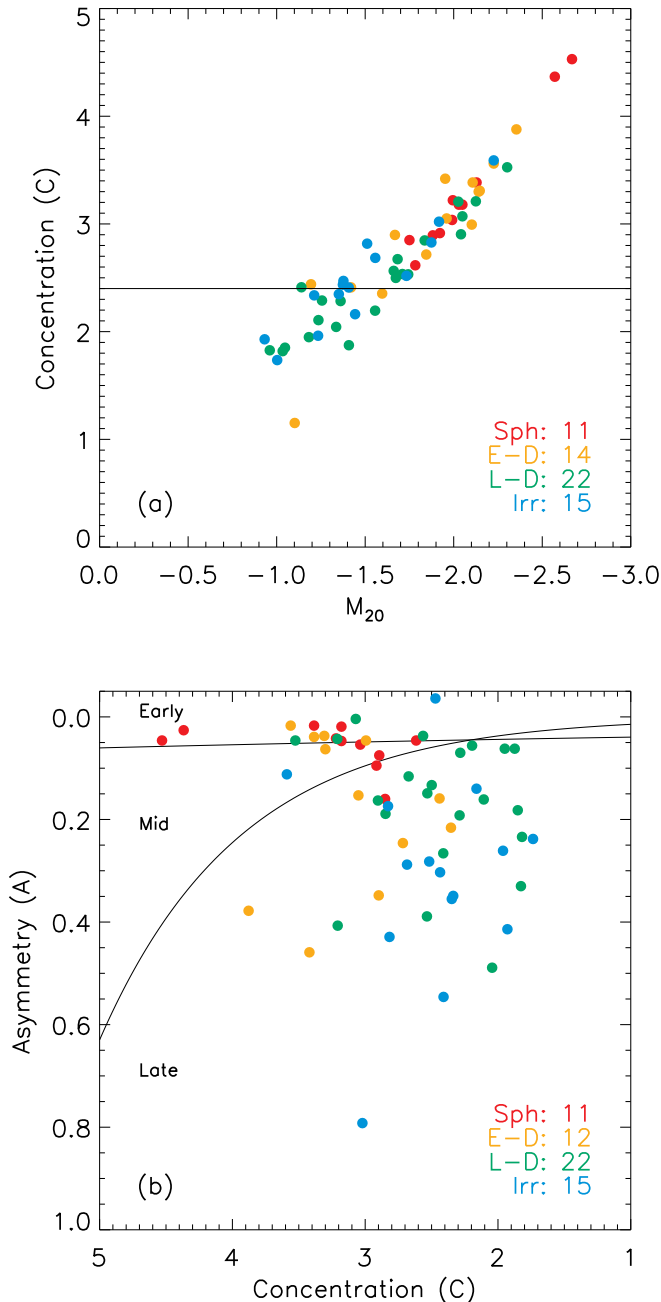 5
4
3
2
1
0
Concentration (C)
Sph: 11
E-D: 14
L-D: 22
Irr: 15
(a)
0.0 -0.5 -1.0 -1.5 -2.0 -2.5 -3.0
M20
0.0
0.2
0.4
0.6
0.8
1.0
Asymmetry (A)
Early
Mid
Late
Sph: 11
E-D: 12
L-D: 22
Irr: 15
(b)
5 4 3 2 1
Concentration (C)